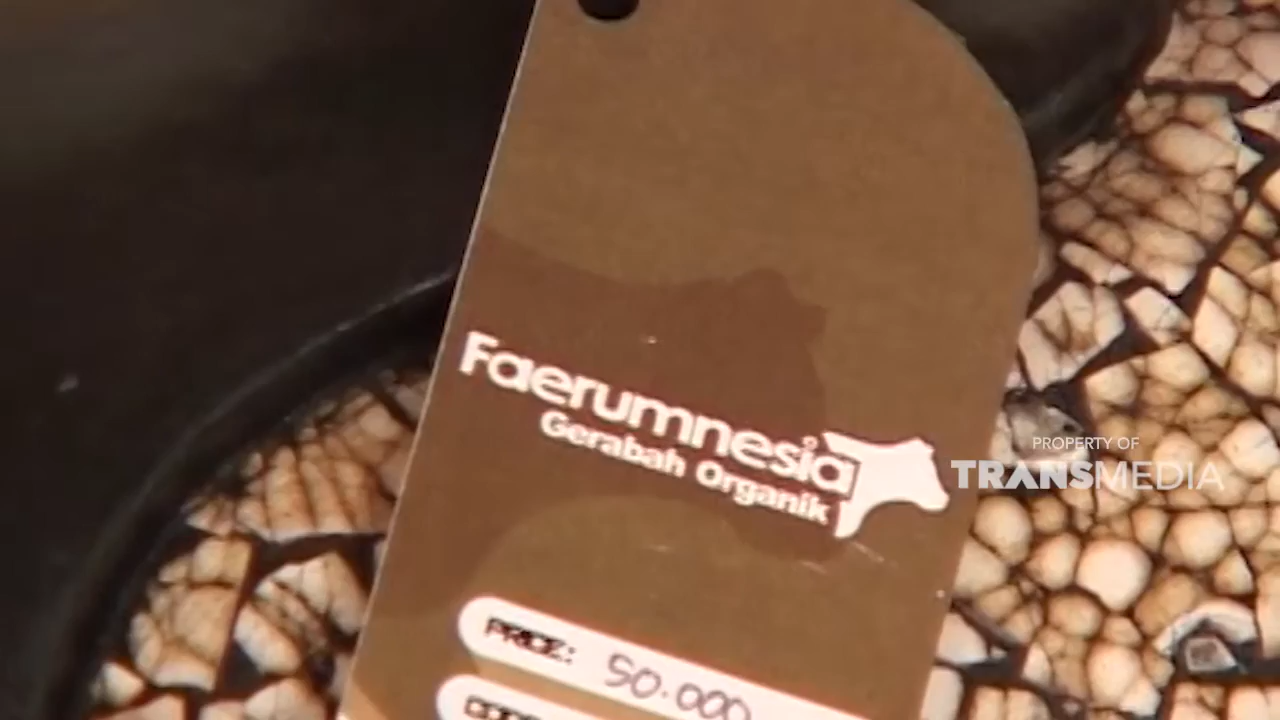 Faerumnesia
Gerabah Organik
PROPERTY OF
TRANSMEDIA
PRICE: 50.000